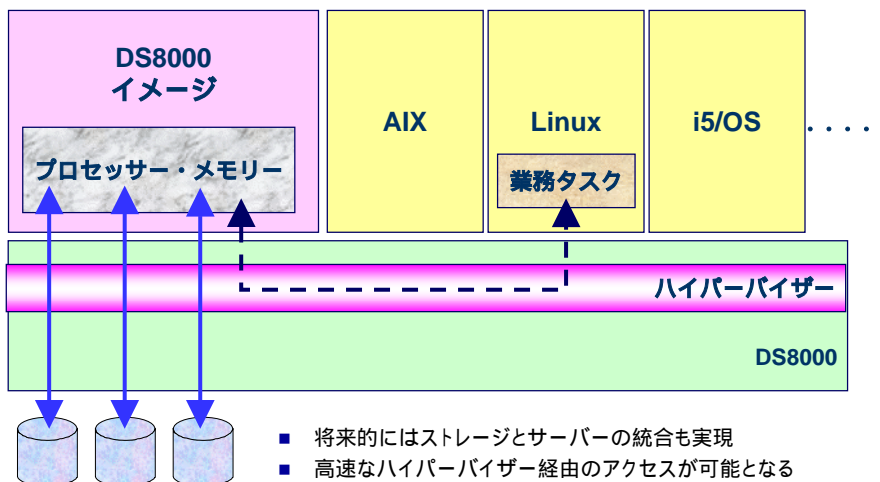 DS8000
イメージ
プロセッサー・メモリー
AIX
Linux
業務タスク
i5/OS
・・・・
ハイパーバイザー
DS8000
■ 将来的にはストレージとサーバーの統合も実現
■ 高速なハイパーバイザー経由のアクセスが可能となる